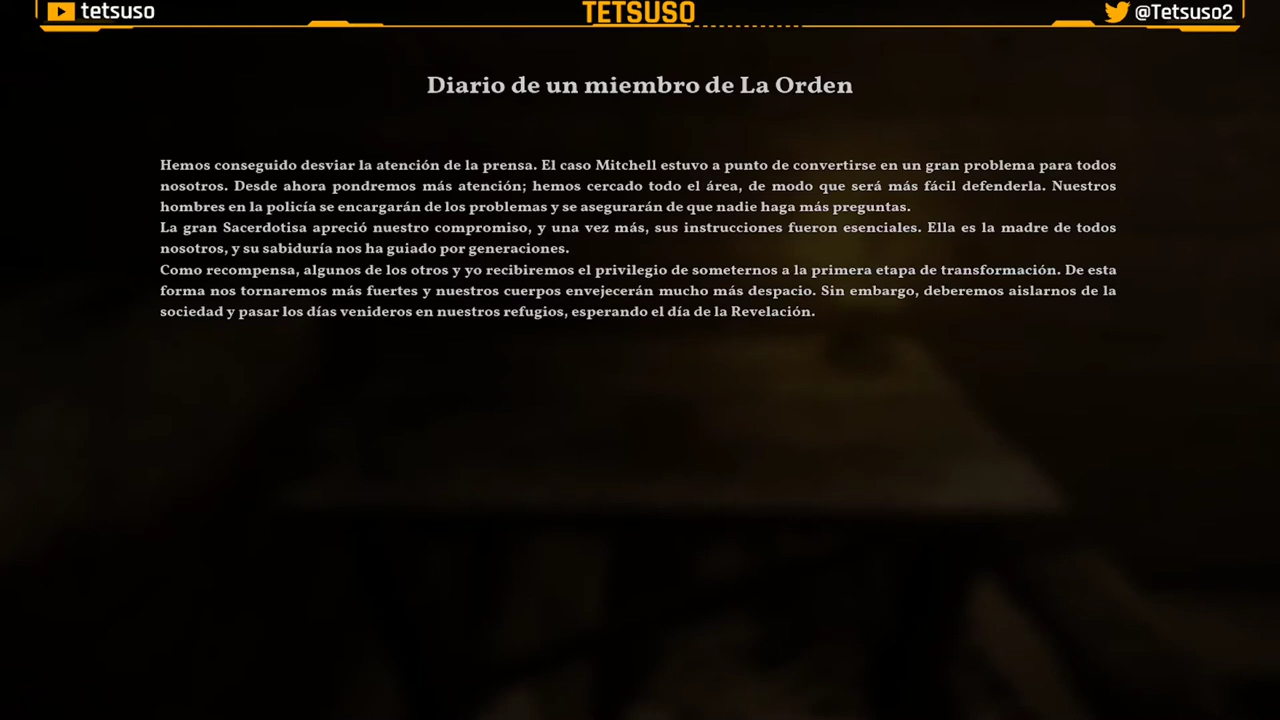 tetsuso
TETSUSO
@Tetsuso2
Diario de un miembro de La Orden
Hemos conseguido desviar la atención de la prensa. El caso Mitchell estuvo a punto de convertirse en un gran problema para todos
nosotros. Desde ahora pondremos más atención; hemos cercado todo el área, de modo que será más fácil defenderla. Nuestros
hombres en la policía se encargarán de los problemas y se asegurarán de que nadie haga más preguntas.
La gran Sacerdotisa apreció nuestro compromiso, y una vez más, sus instrucciones fueron esenciales. Ella es la madre de todos
nosotros, y su sabiduría nos ha guiado por generaciones.
Como recompensa, algunos de los otros y yo recibiremos el privilegio de someternos a la primera etapa de transformación. De esta
forma nos tornaremos más fuertes y nuestros cuerpos envejecerán mucho más despacio. Sin embargo, deberemos aislarnos de la
sociedad y pasar los días venideros en nuestros refugios, esperando el día de la Revelación.